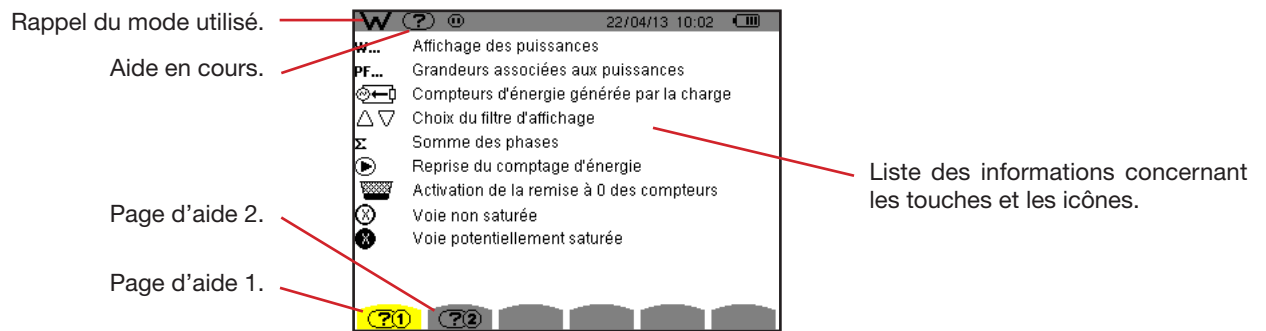 Rappel du mode utilisé.
Aide en cours.
Page d'aide 2.
Page d'aide 1.
W ? 22/04/13 10:02
W... Affichage des puissances
PF... Grandeurs associées aux puissances
Compteurs d'énergie générée par la charge
Choix du filtre d'affichage
Σ Somme des phases
Reprise du comptage d'énergie
Activation de la remise à 0 des compteurs
X Voie non saturée
X Voie potentiellement saturée
?1 ?2
Liste des informations concernant
les touches et les icônes.